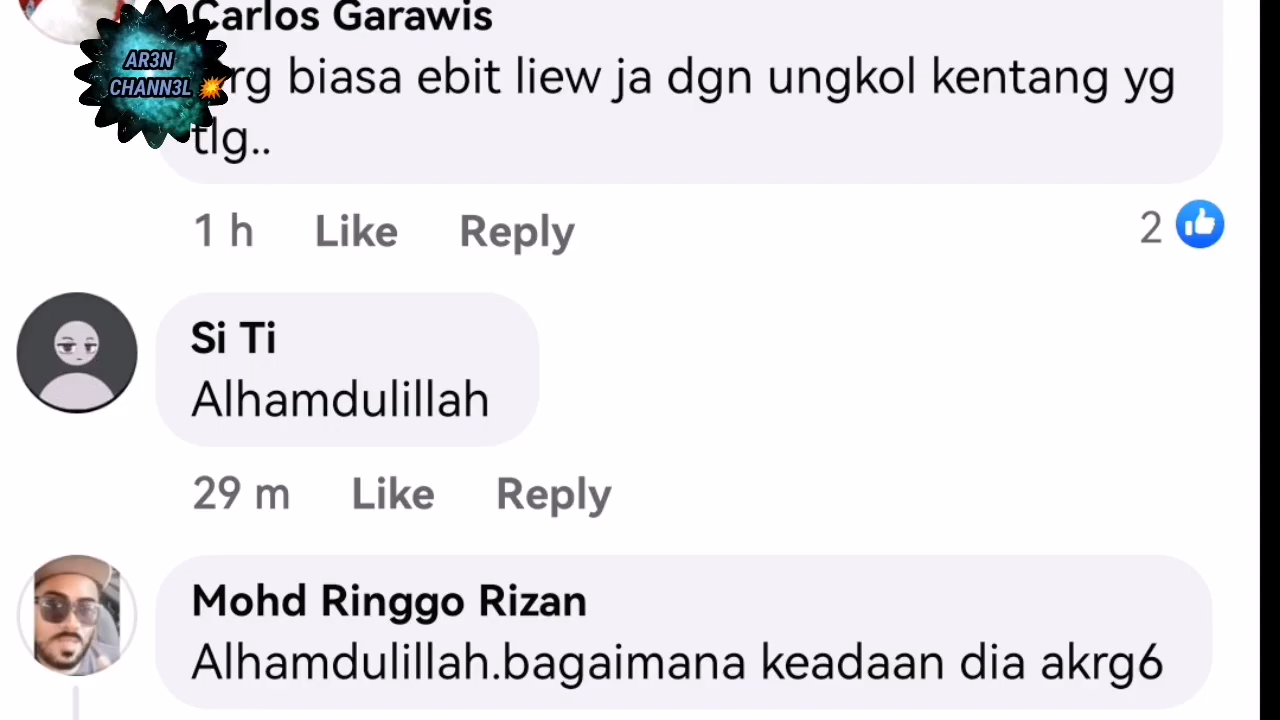 Carlos Garawis
AR3N
CHANN3L
biasa ebit liew ja dgn ungkol kentang yg
tlg..
1 h Like Reply 2
Si Ti
Alhamdulillah
29 m Like Reply
Mohd Ringgo Rizan
Alhamdulillah.bagaimana keadaan dia akrg6